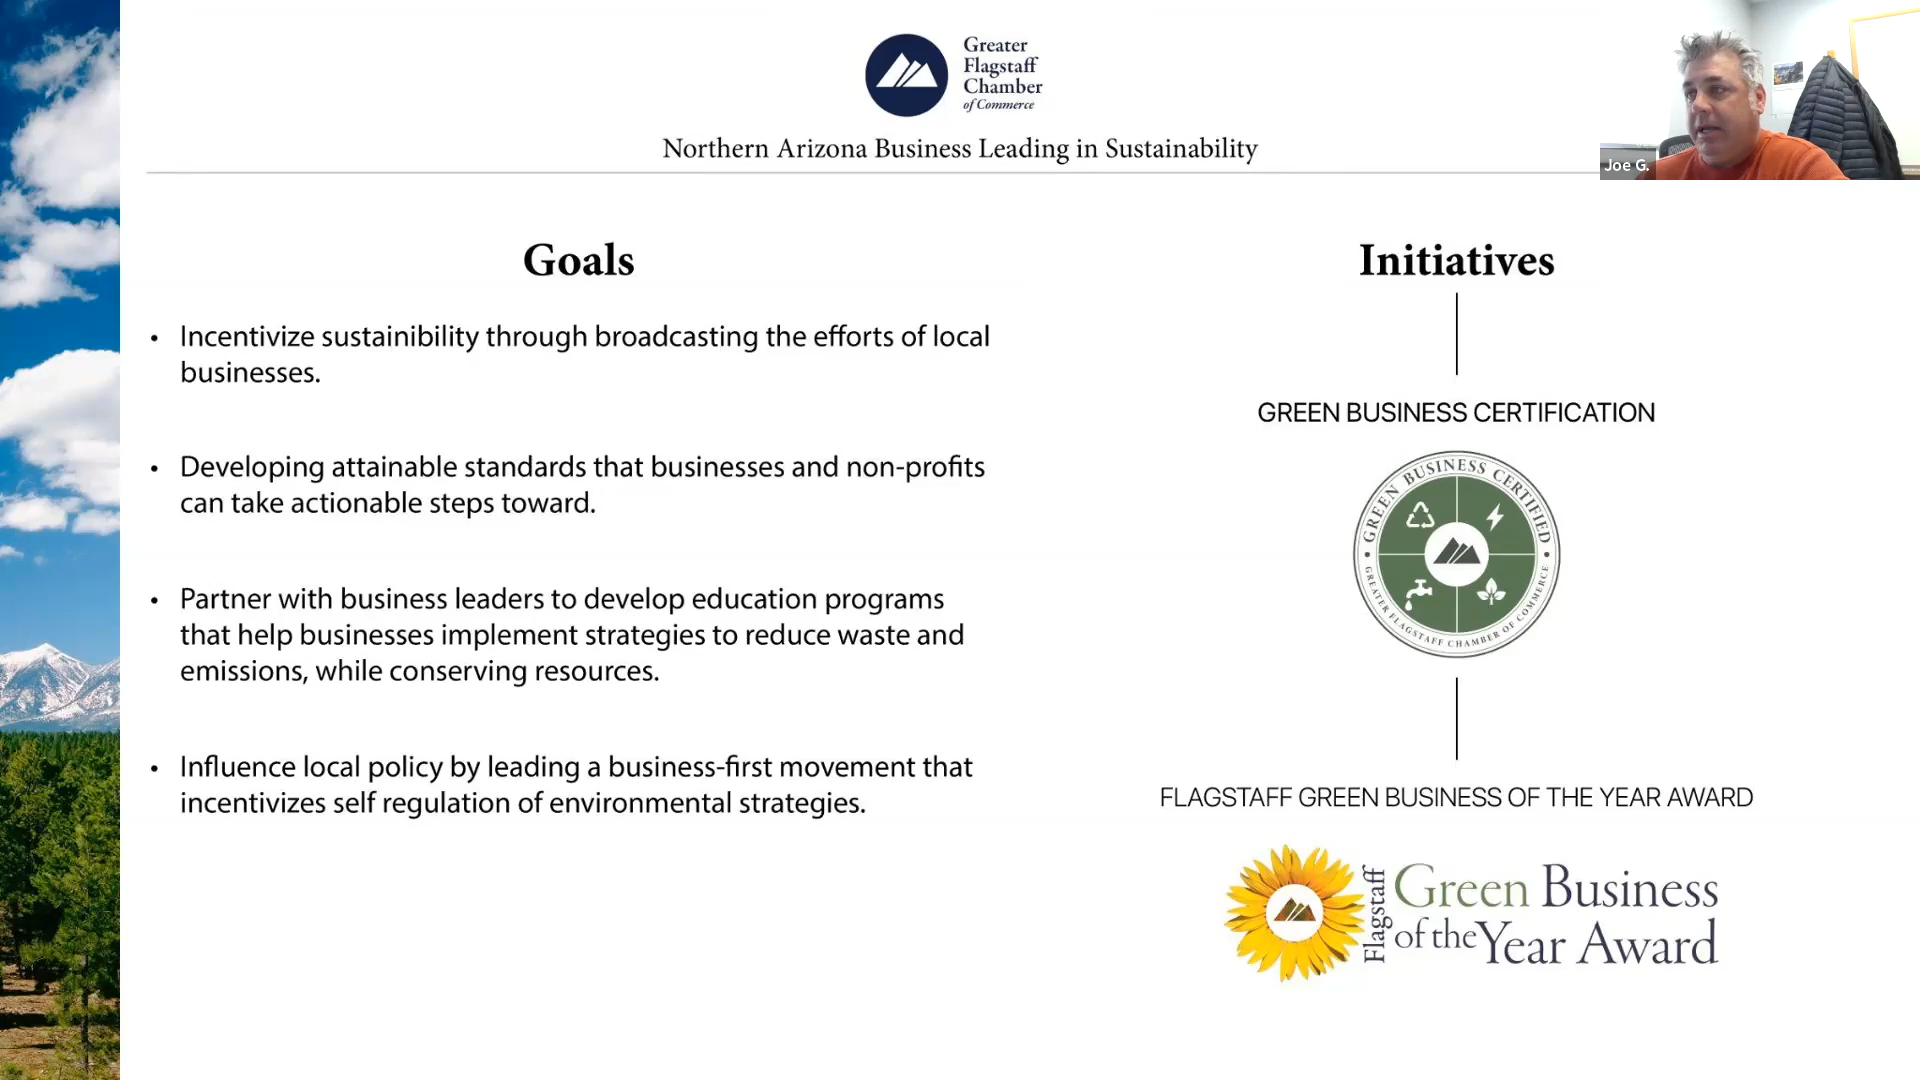 Greater
Flagstaff
Chamber
of Commerce
Northern Arizona Business Leading in Sustainability
Joe G.
Goals
• Incentivize sustainibility through broadcasting the efforts of local
businesses.
• Developing attainable standards that businesses and non-profits
can take actionable steps toward.
• Partner with business leaders to develop education programs
that help businesses implement strategies to reduce waste and
emissions, while conserving resources.
• Influence local policy by leading a business-first movement that
incentivizes self regulation of environmental strategies.
Initiatives
GREEN BUSINESS CERTIFICATION
• GREEN BUSINESS CERTIFIED •
GREATER FLAGSTAFF CHAMBER OF COMMERCE
FLAGSTAFF GREEN BUSINESS OF THE YEAR AWARD
Flagstaff
Green Business
of the Year Award